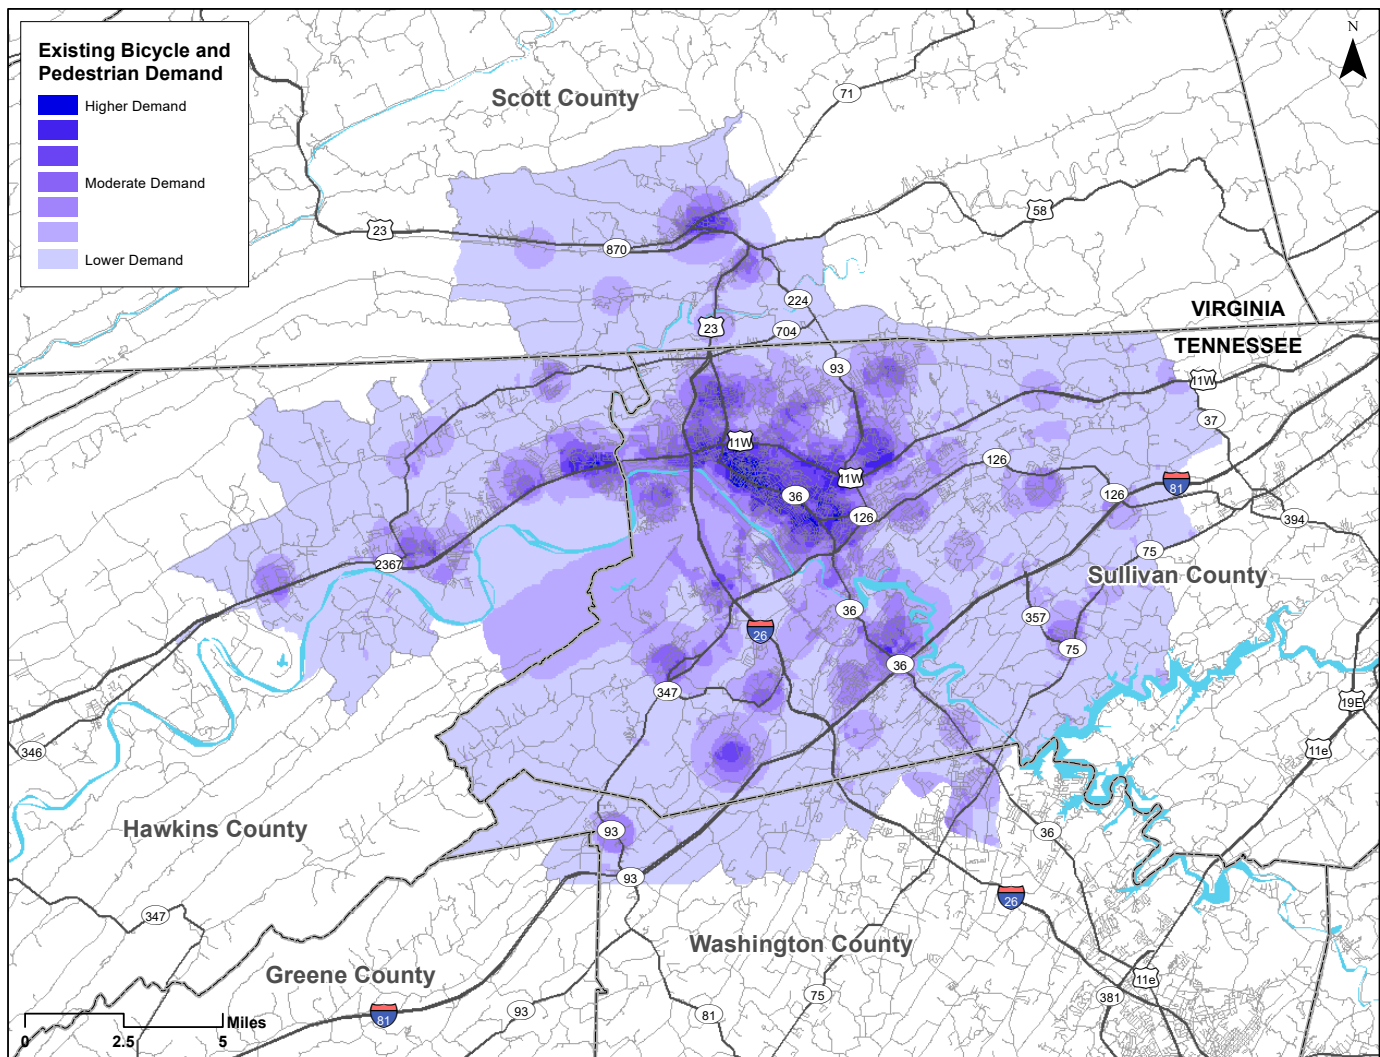 Existing Bicycle and
Pedestrian Demand
Higher Demand
Moderate Demand
Lower Demand
N
Scott County
71
58
23
870
224
VIRGINIA
23
704
TENNESSEE
93
11W
37
11W
126
11W
81
36
126
126
394
75
2367
Sullivan County
36
357
26
75
36
347
19E
346
11e
Hawkins County
93
36
93
26
347
Washington County
Greene County
11e
75
381
93
81
81
Miles
0
2.5
5